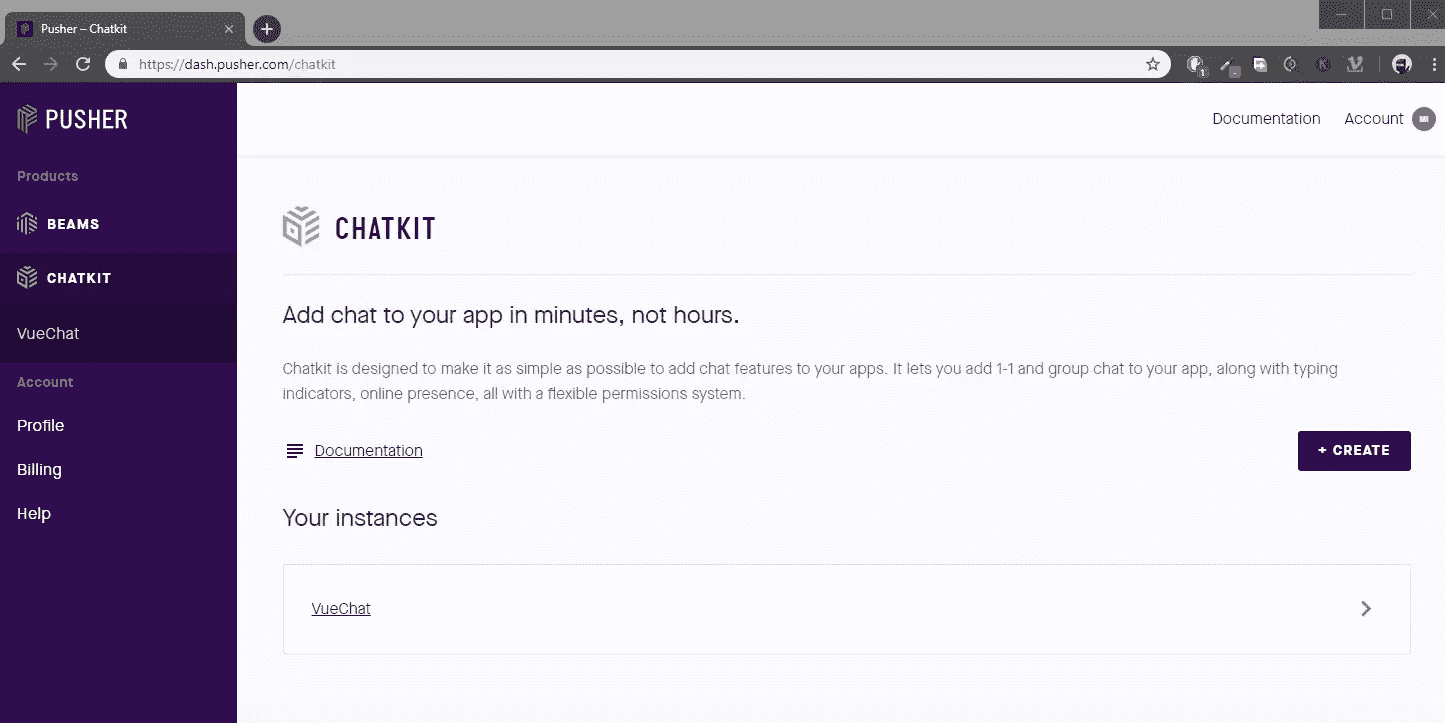 Pusher – Chatkit
https://dash.pusher.com/chatkit
1
PUSHER
Documentation
Account
MI
Products
BEAMS
CHATKIT
VueChat
Account
Profile
Billing
Help
CHATKIT
Add chat to your app in minutes, not hours.
Chatkit is designed to make it as simple as possible to add chat features to your apps. It lets you add 1-1 and group chat to your app, along with typing
indicators, online presence, all with a flexible permissions system.
Documentation
+ CREATE
Your instances
VueChat